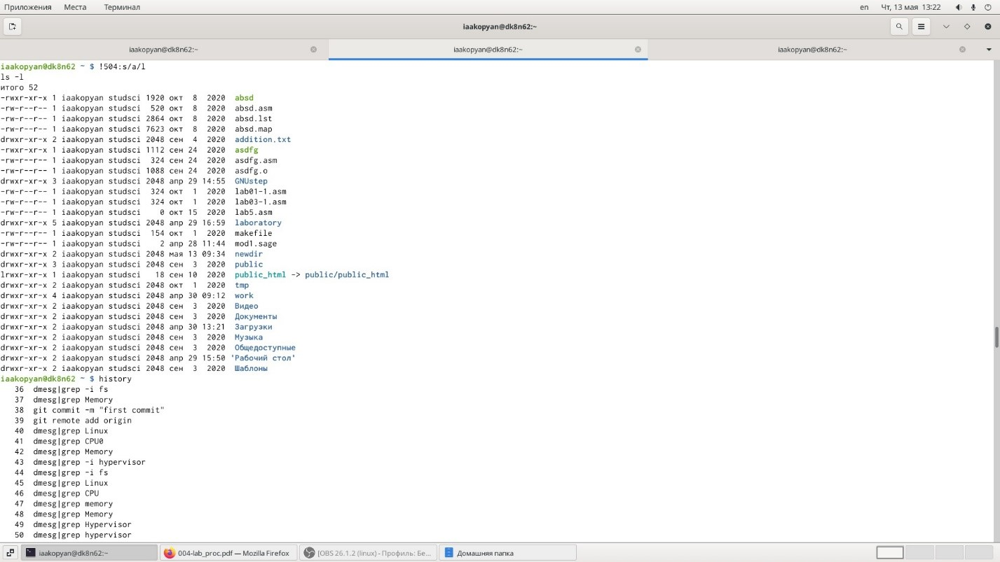 Приложения Места Терминал en Чт, 13 мая 13:22
iaakopyan@dk8n62:~
iaakopyan@dk8n62:~ iaakopyan@dk8n62:~ iaakopyan@dk8n62:~
iaakopyan@dk8n62 ~ $ !504:s/a/l
ls -l
итого 52
-rwxr-xr-x 1 iaakopyan studsci 1920 окт  8  2020  absd
-rw-r--r-- 1 iaakopyan studsci  520 окт  8  2020  absd.asm
-rw-r--r-- 1 iaakopyan studsci 2864 окт  8  2020  absd.lst
-rw-r--r-- 1 iaakopyan studsci 7623 окт  8  2020  absd.map
drwxr-xr-x 2 iaakopyan studsci 2048 сен  4  2020  addition.txt
-rwxr-xr-x 1 iaakopyan studsci 1112 сен 24  2020  asdfg
-rw-r--r-- 1 iaakopyan studsci  324 сен 24  2020  asdfg.asm
-rw-r--r-- 1 iaakopyan studsci 1088 сен 24  2020  asdfg.o
drwxr-xr-x 3 iaakopyan studsci 2048 апр 29 14:55  GNUstep
-rw-r--r-- 1 iaakopyan studsci  324 окт  1  2020  lab01-1.asm
-rw-r--r-- 1 iaakopyan studsci  324 окт  1  2020  lab03-1.asm
-rw-r--r-- 1 iaakopyan studsci    0 окт 15  2020  lab5.asm
drwxr-xr-x 5 iaakopyan studsci 2048 апр 29 16:59  laboratory
-rw-r--r-- 1 iaakopyan studsci  154 окт  1  2020  makefile
-rw-r--r-- 1 iaakopyan studsci    2 апр 28 11:44  mod1.sage
drwxr-xr-x 2 iaakopyan studsci 2048 мая 13 09:34  newdir
drwxr-xr-x 3 iaakopyan studsci 2048 сен  3  2020  public
lrwxr-xr-x 1 iaakopyan studsci   18 сен 10  2020  public_html -> public/public_html
drwxr-xr-x 2 iaakopyan studsci 2048 окт  1  2020  tmp
drwxr-xr-x 4 iaakopyan studsci 2048 апр 30 09:12  work
drwxr-xr-x 2 iaakopyan studsci 2048 сен  3  2020  Видео
drwxr-xr-x 2 iaakopyan studsci 2048 сен  3  2020  Документы
drwxr-xr-x 2 iaakopyan studsci 2048 апр 30 13:21  Загрузки
drwxr-xr-x 2 iaakopyan studsci 2048 сен  3  2020  Музыка
drwxr-xr-x 2 iaakopyan studsci 2048 сен  3  2020  Общедоступные
drwxr-xr-x 2 iaakopyan studsci 2048 апр 29 15:50 'Рабочий стол'
drwxr-xr-x 2 iaakopyan studsci 2048 сен  3  2020  Шаблоны
iaakopyan@dk8n62 ~ $ history
36  dmesg|grep -i fs
37  dmesg|grep Memory
38  git commit -m "first commit"
39  git remote add origin
40  dmesg|grep Linux
41  dmesg|grep CPU0
42  dmesg|grep Memory
43  dmesg|grep -i hypervisor
44  dmesg|grep -i fs
45  dmesg|grep Linux
46  dmesg|grep CPU
47  dmesg|grep memory
48  dmesg|grep Memory
49  dmesg|grep Hypervisor
50  dmesg|grep hypervisor
iaakopyan@dk8n62:~ 004-lab_proc.pdf — Mozilla Firefox [OBS 26.1.2 (linux) - Профиль: Бе... Домашняя папка